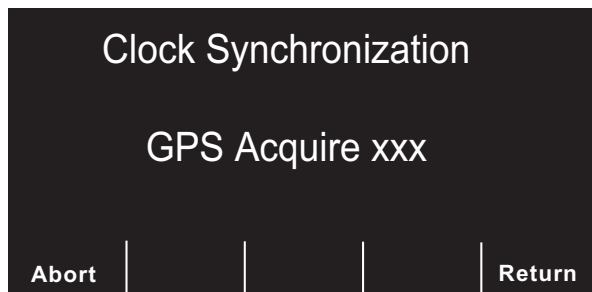 Clock Synchronization
GPS Acquire xxx
Abort Return